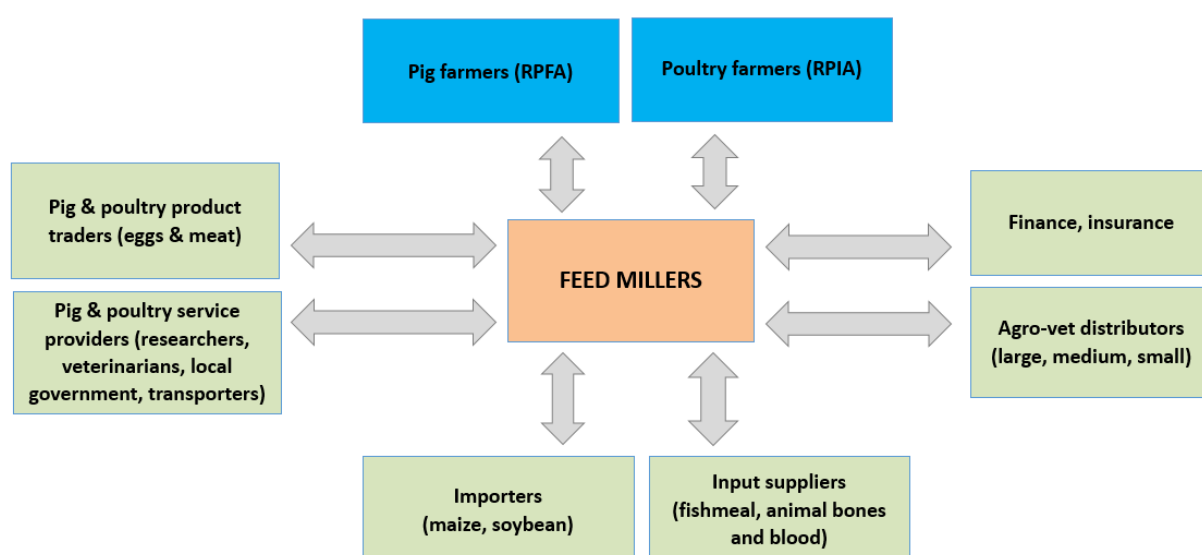 Pig farmers (RPFA)
Poultry farmers (RPIA)
Pig & poultry product
traders (eggs & meat)
FEED MILLERS
Finance, insurance
Pig & poultry service
providers (researchers,
veterinarians, local
government, transporters)
Agro-vet distributors
(large, medium, small)
Importers
(maize, soybean)
Input suppliers
(fishmeal, animal bones
and blood)